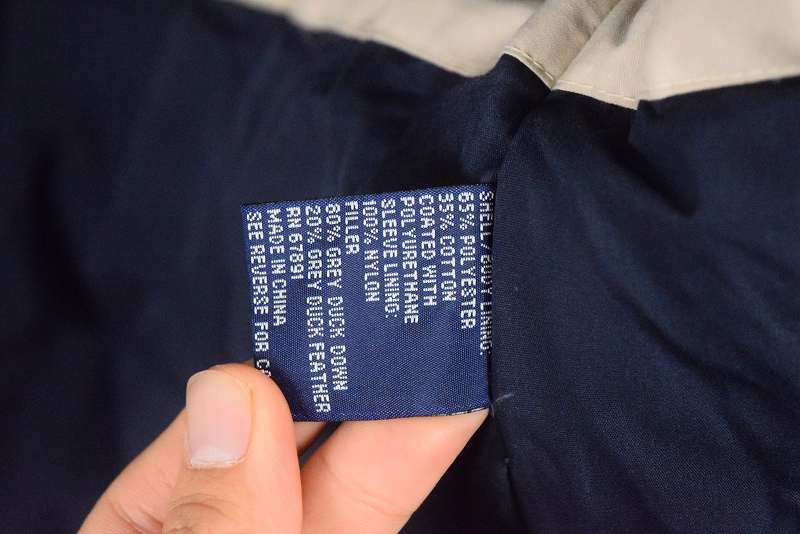 SHELL/BODY LINING:
65% POLYESTER
35% COTTON
COATED WITH
POLYURETHANE
SLEEVE LINING:
100% NYLON
FILLER
80% GREY DUCK DOWN
20% GREY DUCK FEATHER
RN 67891
MADE IN CHINA
SEE REVERSE FOR